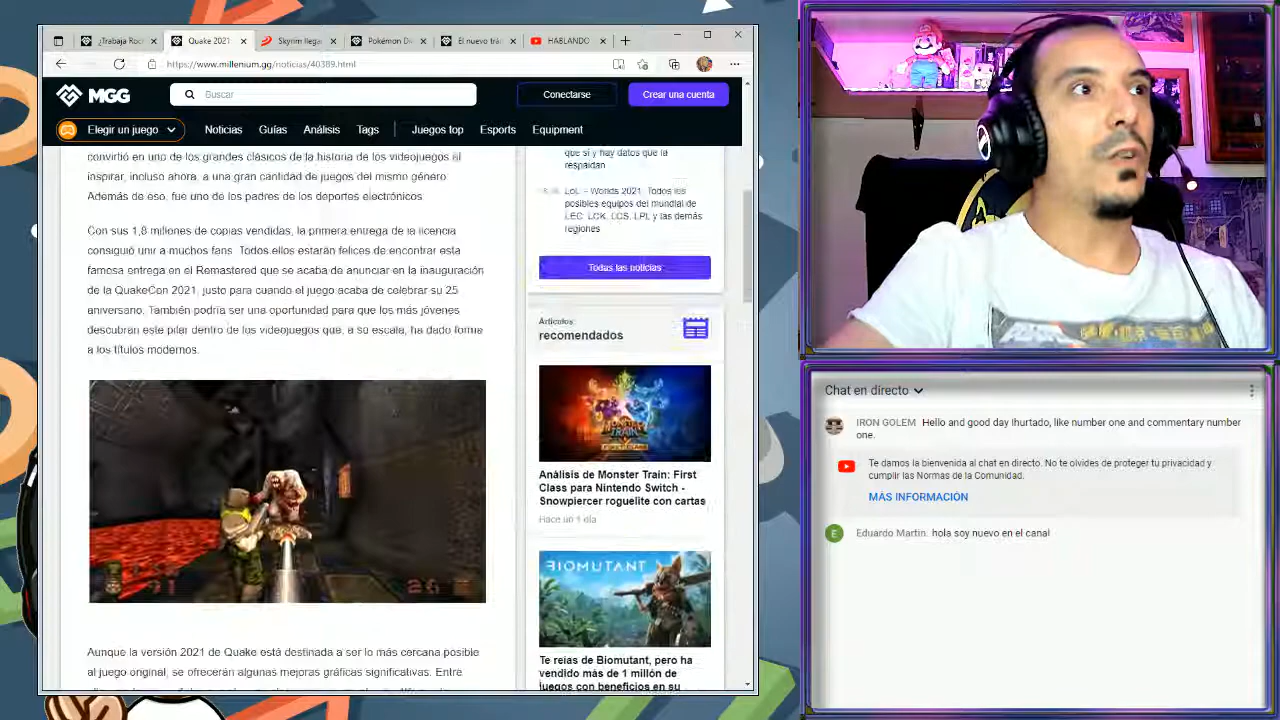 ¿Trabaja Roc
Quake 2021
Skyrim llega
Pokémon Di
El nuevo trá
HABLANDO
https://www.millenium.gg/noticias/40389.html
MGG
Buscar
Conectarse
Crear una cuenta
Elegir un juego
Noticias
Guías
Análisis
Tags
Juegos top
Esports
Equipment
convirtió en uno de los grandes clásicos de la historia de los videojuegos al
inspirar, incluso ahora, a una gran cantidad de juegos del mismo género.
Además de eso, fue uno de los padres de los deportes electrónicos
Con sus 1,8 millones de copias vendidas, la primera entrega de la licencia
consiguió unir a muchos fans. Todos ellos estarán felices de encontrar esta
famosa entrega en el Remastered que se acaba de anunciar en la inauguración
de la QuakeCon 2021, justo para cuando el juego acaba de celebrar su 25
aniversario. También podría ser una oportunidad para que los más jóvenes
descubran este pilar dentro de los videojuegos que, a su escala, ha dado forma
a los títulos modernos.
Aunque la versión 2021 de Quake está destinada a ser lo más cercana posible
al juego original, se ofrecerán algunas mejoras gráficas significativas. Entre
que sí y hay datos que la
respaldan
LoL – Worlds 2021: Todos los
posibles equipos del mundial de
LEC, LCK, LCS, LPL y las demás
regiones
Todas las noticias
Artículos
recomendados
MONSTER
TRAIN
Análisis de Monster Train: First
Class para Nintendo Switch -
Snowpiercer roguelite con cartas
Hace un 1 día
BIOMUTANT
Te reías de Biomutant, pero ha
vendido más de 1 millón de
juegos con beneficios en su
Chat en directo
IRON GOLEM Hello and good day ihurtado, like number one and commentary number
one.
Te damos la bienvenida al chat en directo. No te olvides de proteger tu privacidad y
cumplir las Normas de la Comunidad.
MÁS INFORMACIÓN
E
Eduardo Martin. hola soy nuevo en el canal